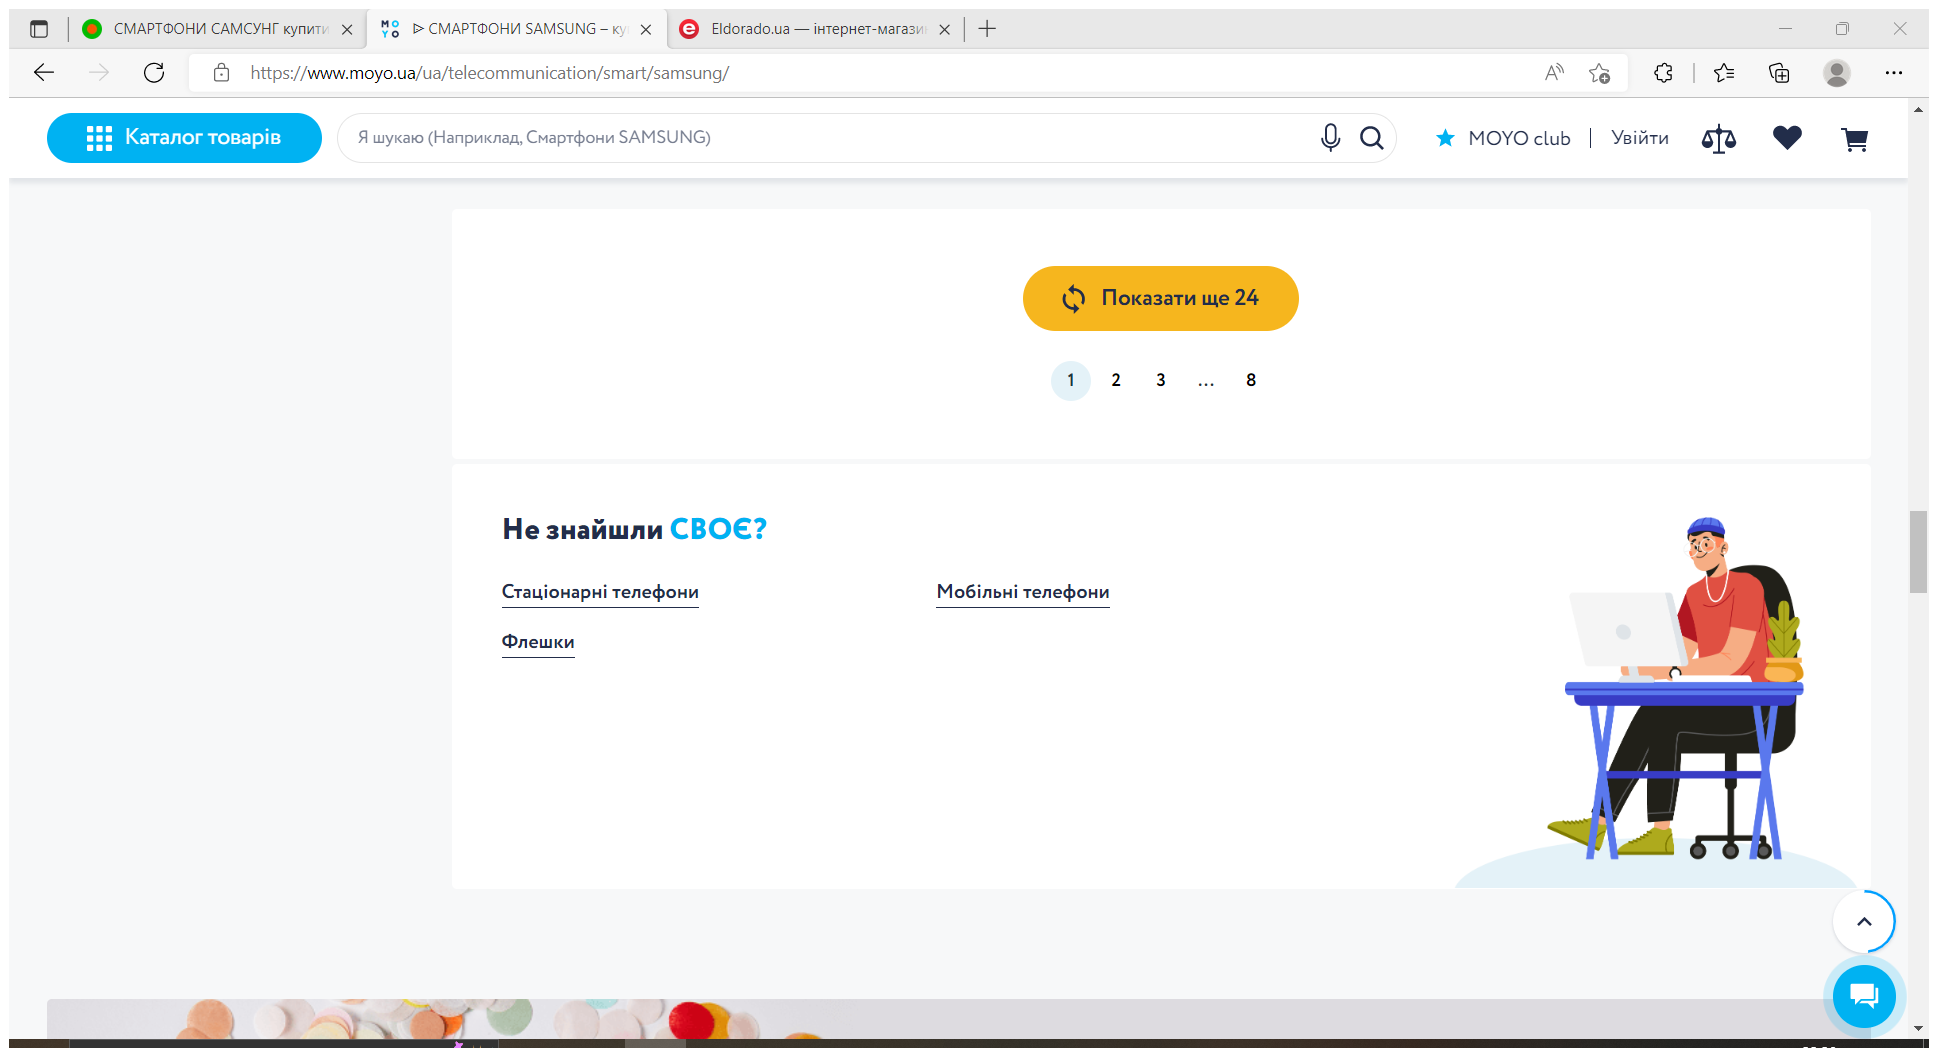 СМАРТФОНИ САМСУНГ купити
MOYO
ᐈ СМАРТФОНИ SAMSUNG – ку
e
Eldorado.ua — інтернет-магази
https://www.moyo.ua/ua/telecommunication/smart/samsung/
Каталог товарів
Я шукаю (Наприклад, Смартфони SAMSUNG)
MOYO club
Увійти
Показати ще 24
1 2 3 ... 8
Не знайшли СВОЄ?
Стаціонарні телефони
Мобільні телефони
Флешки